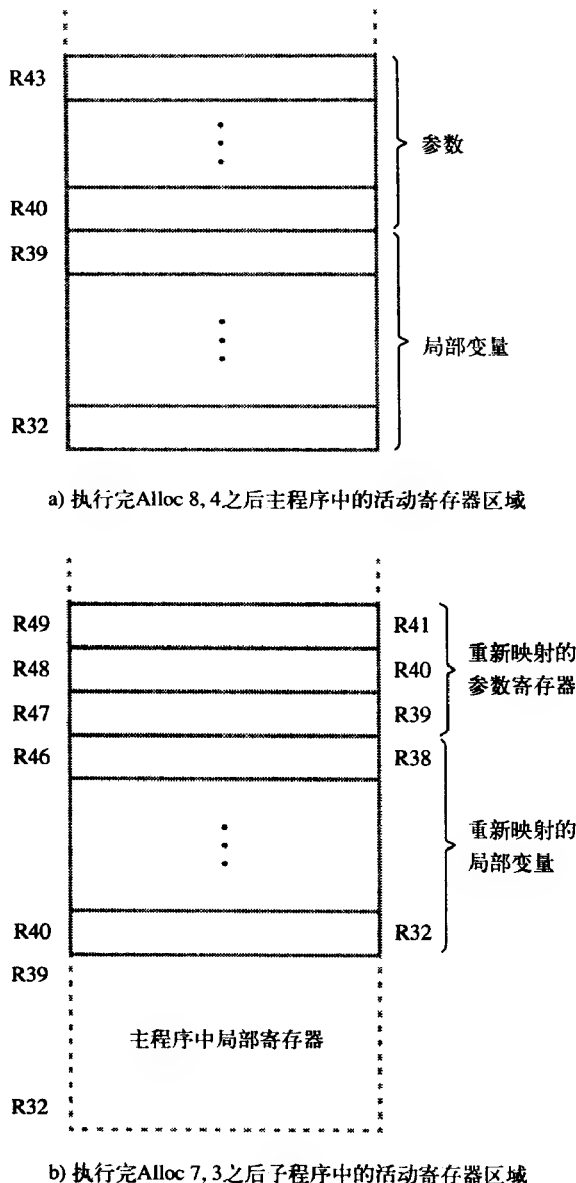 R43
参数
R40
R39
局部变量
R32
a) 执行完Alloc 8, 4之后主程序中的活动寄存器区域
R49
R41
重新映射的
参数寄存器
R48
R40
R47
R39
R46
R38
重新映射的
局部变量
R40
R32
R39
主程序中局部寄存器
R32
b) 执行完Alloc 7, 3之后子程序中的活动寄存器区域